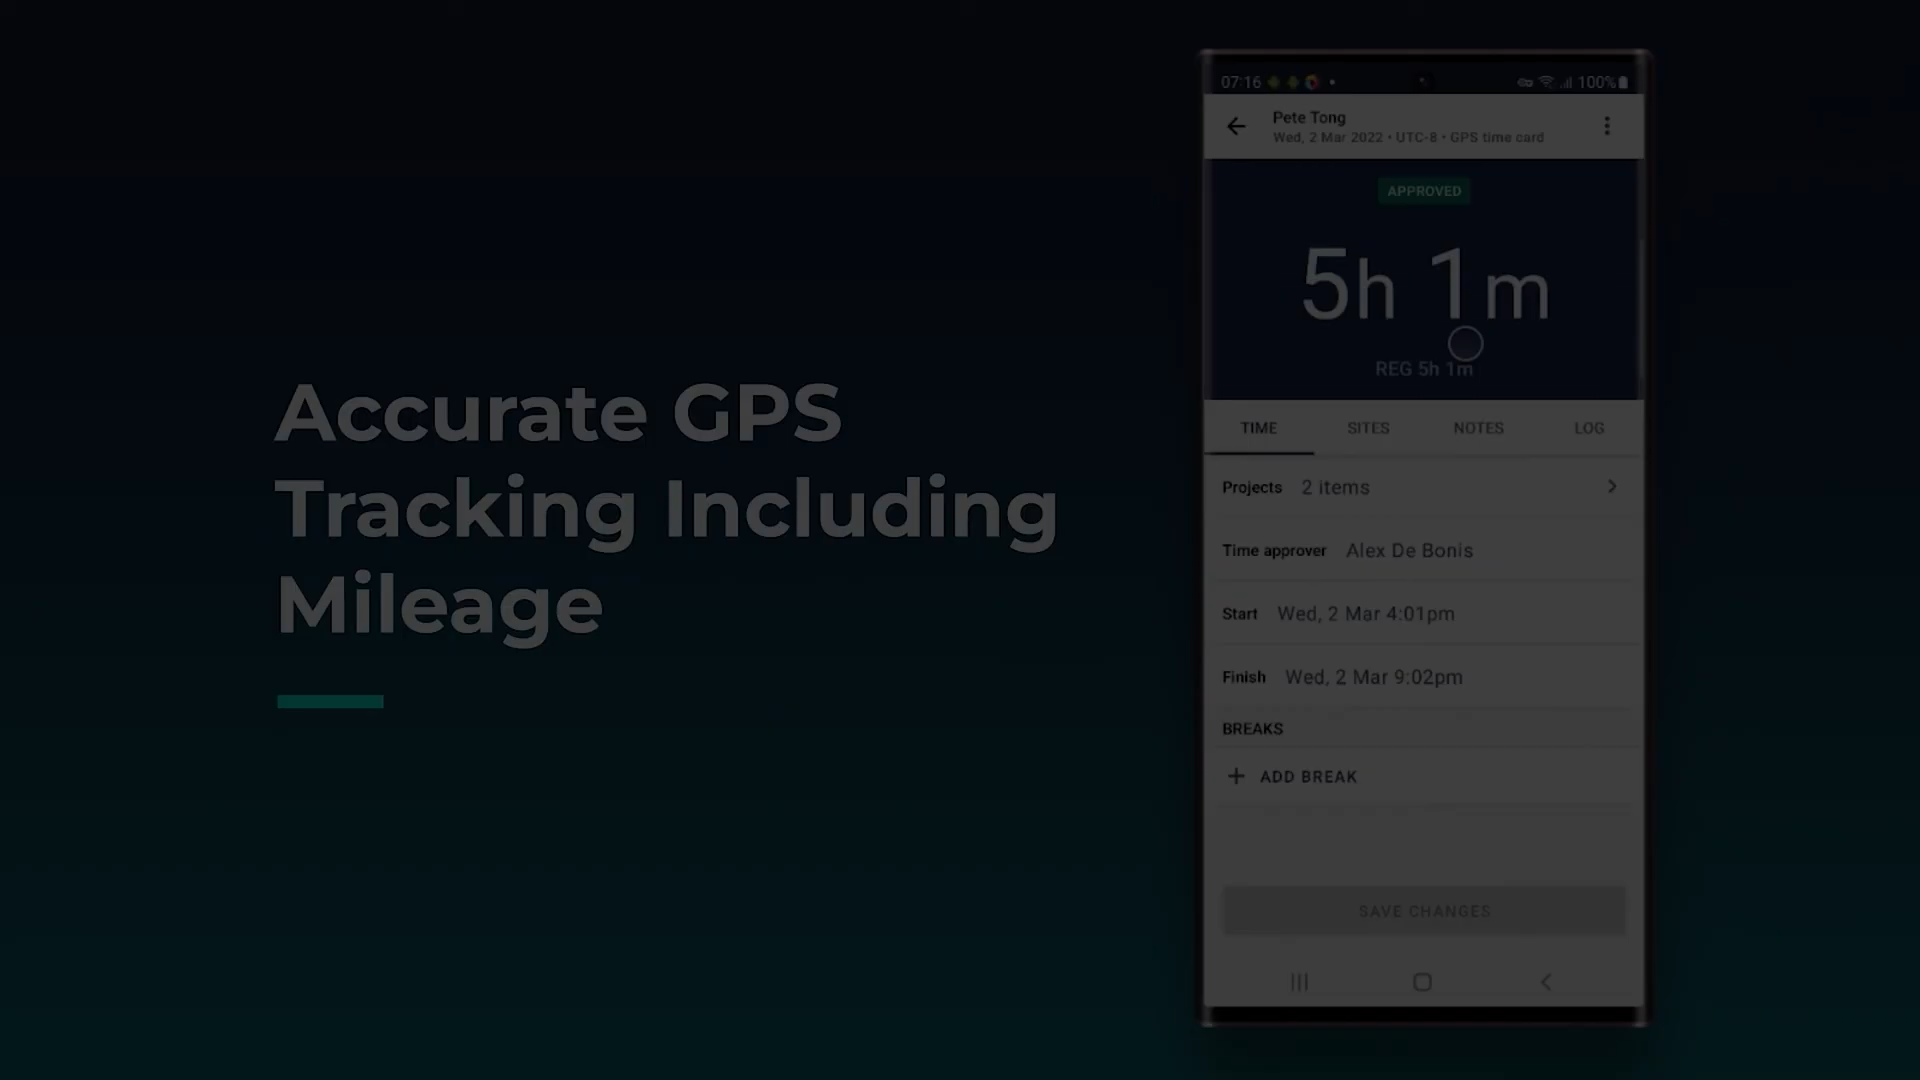 Accurate GPS
Tracking Including
Mileage
07:16
100%
Pete Tong
Wed, 2 Mar 2022 • UTC-8 • GPS time card
APPROVED
5h 1m
REG 5h 1m
TIME SITES NOTES LOG
Projects 2 items
Time approver Alex De Bonis
Start Wed, 2 Mar 4:01pm
Finish Wed, 2 Mar 9:02pm
BREAKS
+ ADD BREAK
SAVE CHANGES